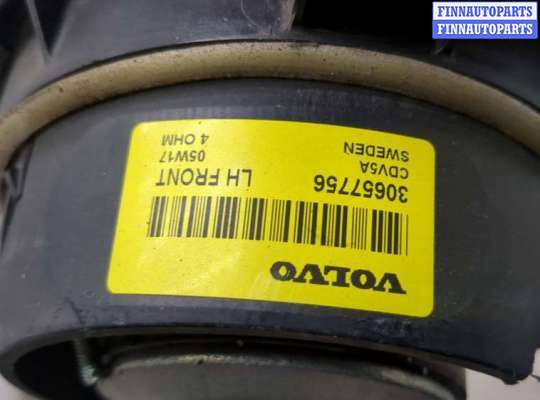 FINNAUTOPARTS
FINNAUTOPARTS
VOLVO
30657756
LH FRONT
CDV5A
05W17
SWEDEN
4 OHM